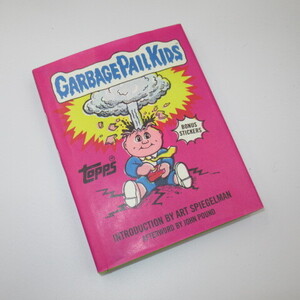 GARBAGE PAIL KIDS
BONUS
STICKERS
topps
INTRODUCTION BY ART SPIEGELMAN
AFTERWORD BY JOHN POUND